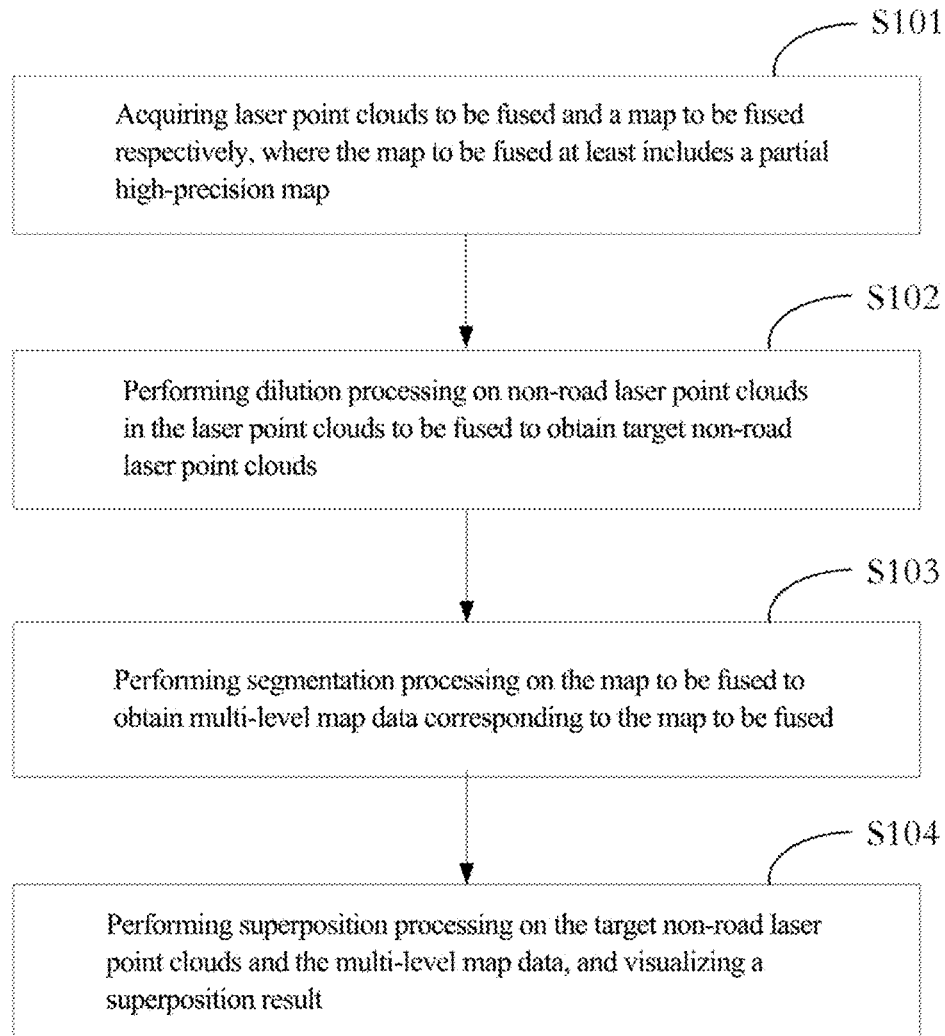 S101
Acquiring laser point clouds to be fused and a map to be fused
respectively, where the map to be fused at least includes a partial
high-precision map
S102
Performing dilution processing on non-road laser point clouds
in the laser point clouds to be fused to obtain target non-road
laser point clouds
S103
Performing segmentation processing on the map to be fused to
obtain multi-level map data corresponding to the map to be fused
S104
Performing superposition processing on the target non-road laser
point clouds and the multi-level map data, and visualizing a
superposition result